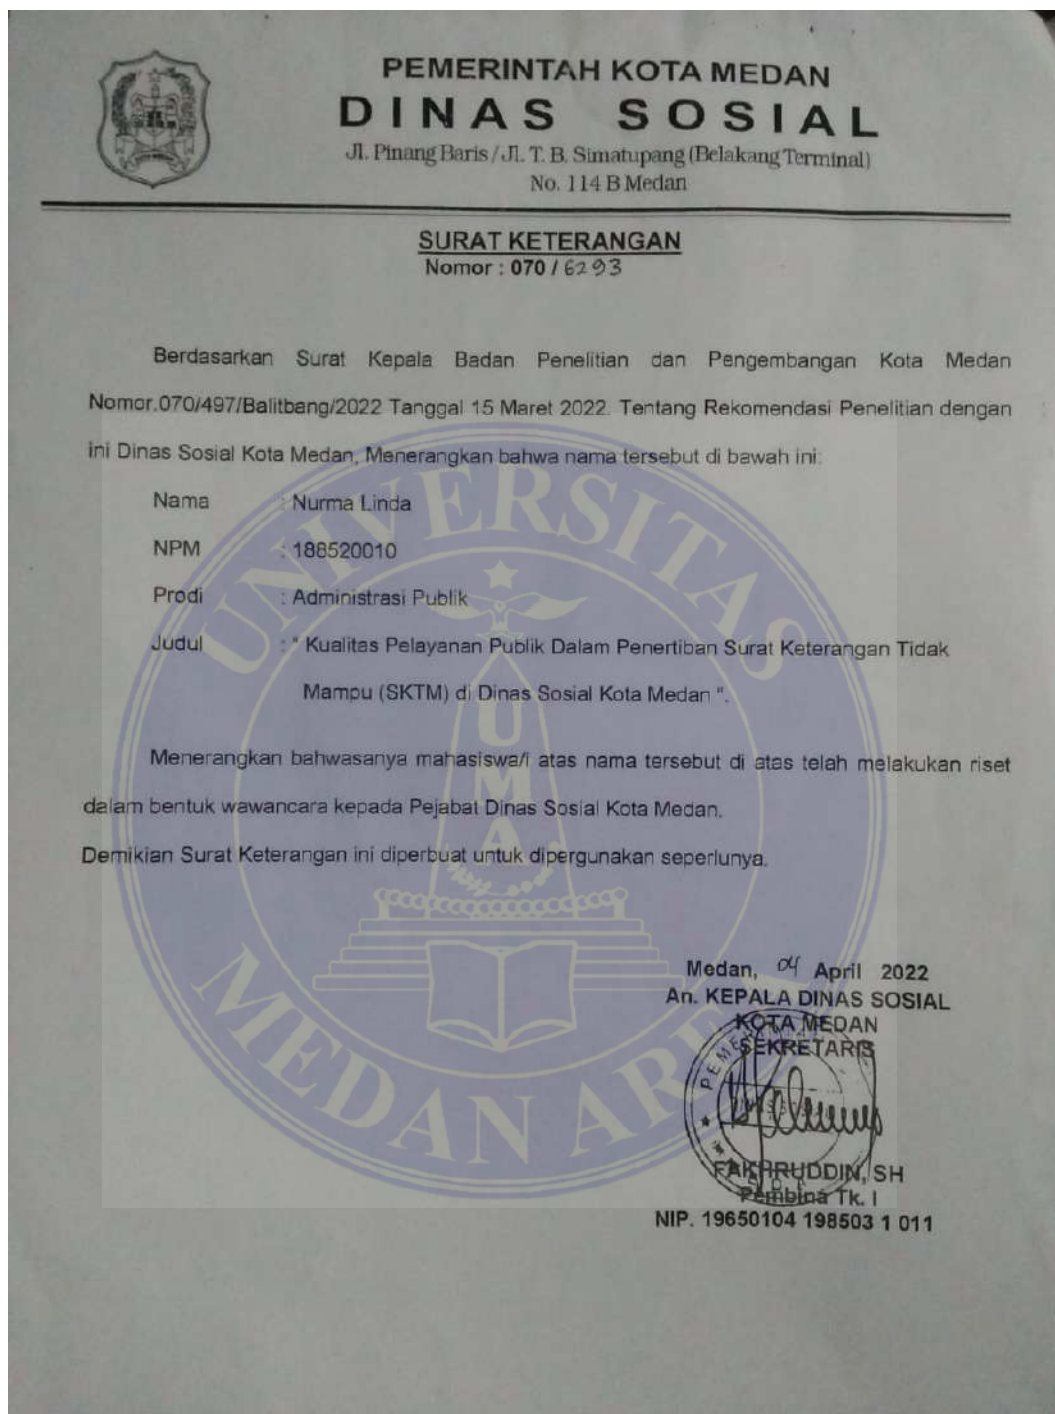 PEMERINTAH KOTA MEDAN
DINAS SOSIAL
Jl. Pinang Baris / Jl. T. B. Simatupang (Belakang Terminal)
No. 114 B Medan
SURAT KETERANGAN
Nomor : 070 / 6293
Berdasarkan Surat Kepala Badan Penelitian dan Pengembangan Kota Medan
Nomor.070/497/Balitbang/2022 Tanggal 15 Maret 2022. Tentang Rekomendasi Penelitian dengan
ini Dinas Sosial Kota Medan, Menerangkan bahwa nama tersebut di bawah ini:
Nama : Nurma Linda
NPM : 188520010
Prodi : Administrasi Publik
Judul : " Kualitas Pelayanan Publik Dalam Penertiban Surat Keterangan Tidak
Mampu (SKTM) di Dinas Sosial Kota Medan ".
Menerangkan bahwasanya mahasiswa/i atas nama tersebut di atas telah melakukan riset
dalam bentuk wawancara kepada Pejabat Dinas Sosial Kota Medan.
Demikian Surat Keterangan ini diperbuat untuk dipergunakan seperlunya.
UNIVERSITAS
UMA
MEDAN AREA
Medan, 04 April 2022
An. KEPALA DINAS SOSIAL
KOTA MEDAN
SEKRETARIS
FAKHRUDDIN, SH
Pembina Tk. I
NIP. 19650104 198503 1 011